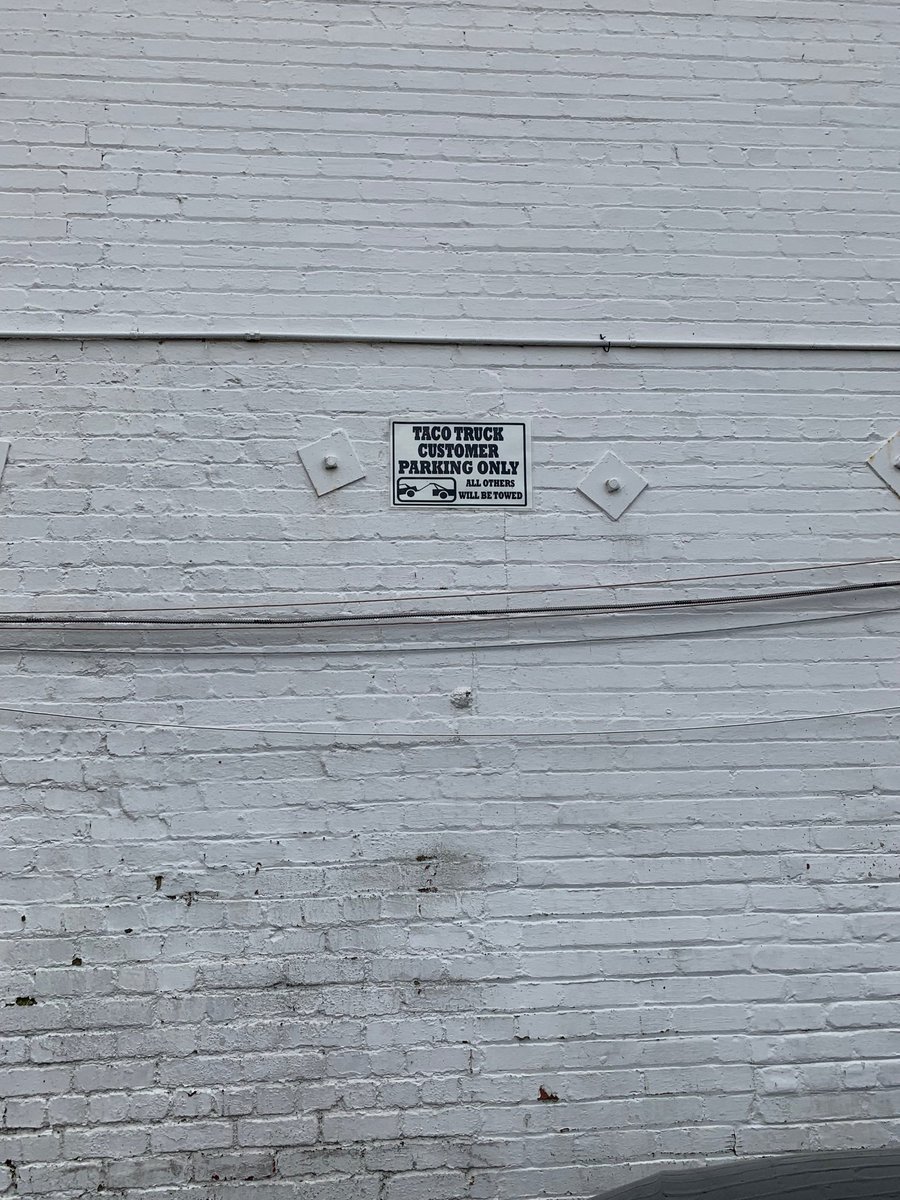 TACO TRUCK
CUSTOMER
PARKING ONLY
ALL OTHERS
WILL BE TOWED